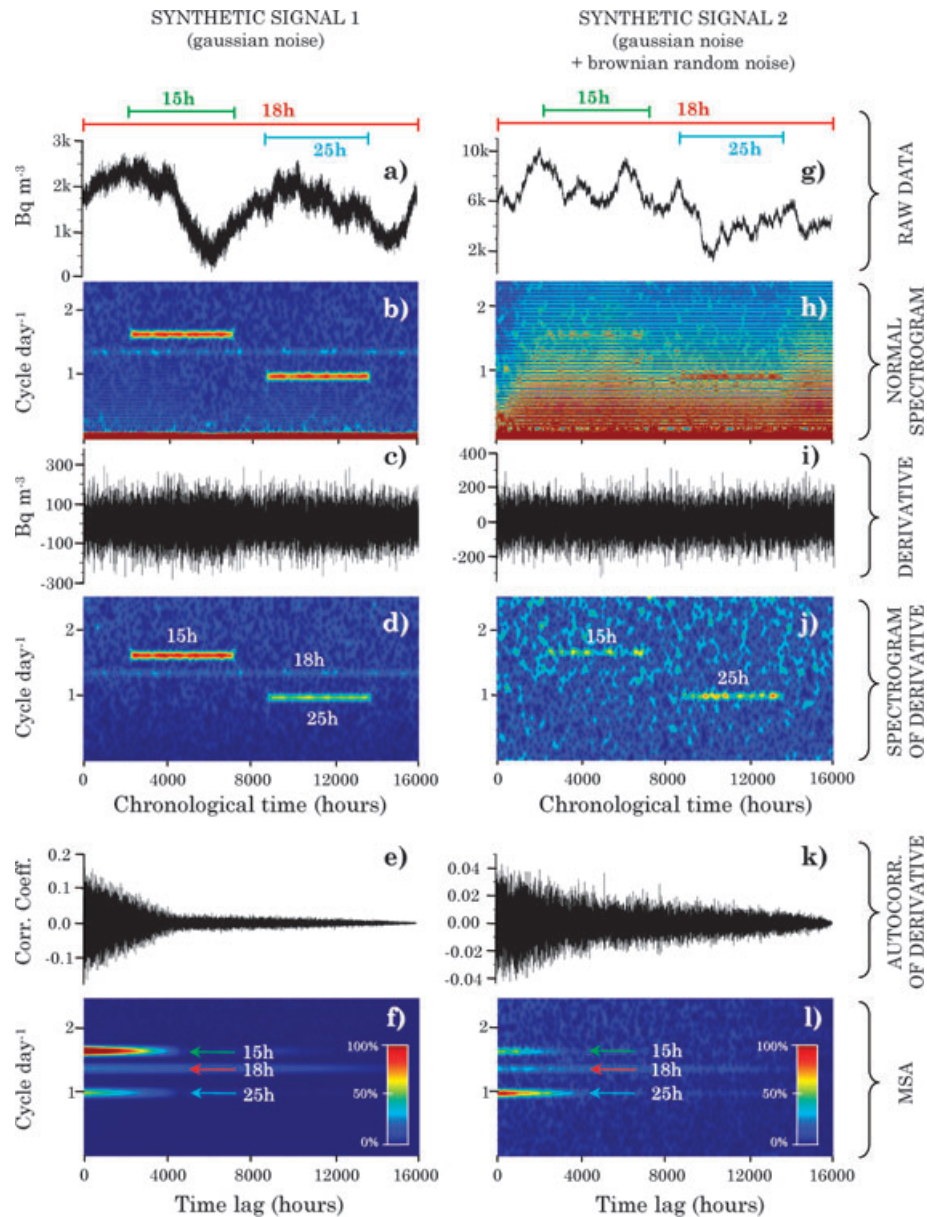 SYNTHETIC SIGNAL 1
(gaussian noise)
SYNTHETIC SIGNAL 2
(gaussian noise
+ brownian random noise)
15h
18h
25h
15h
18h
25h
3k
2k
1k
0
Bq m-3
a)
10k
6k
2k
g)
RAW DATA
2
1
Cycle day-1
b)
2
1
h)
NORMAL
SPECTROGRAM
300
100
-100
-300
Bq m-3
c)
400
200
0
-200
i)
DERIVATIVE
2
1
Cycle day-1
d)
15h
18h
25h
0
4000
8000
12000
16000
Chronological time (hours)
2
1
j)
15h
25h
0
4000
8000
12000
16000
Chronological time (hours)
SPECTROGRAM
OF DERIVATIVE
0.2
0.1
0.0
-0.1
Corr. Coeff.
e)
0.04
0.02
0.00
-0.02
-0.04
k)
AUTOCORR.
OF DERIVATIVE
2
1
Cycle day-1
f)
15h
18h
25h
100%
50%
0%
0
4000
8000
12000
16000
Time lag (hours)
2
1
l)
15h
18h
25h
100%
50%
0%
0
4000
8000
12000
16000
Time lag (hours)
MSA